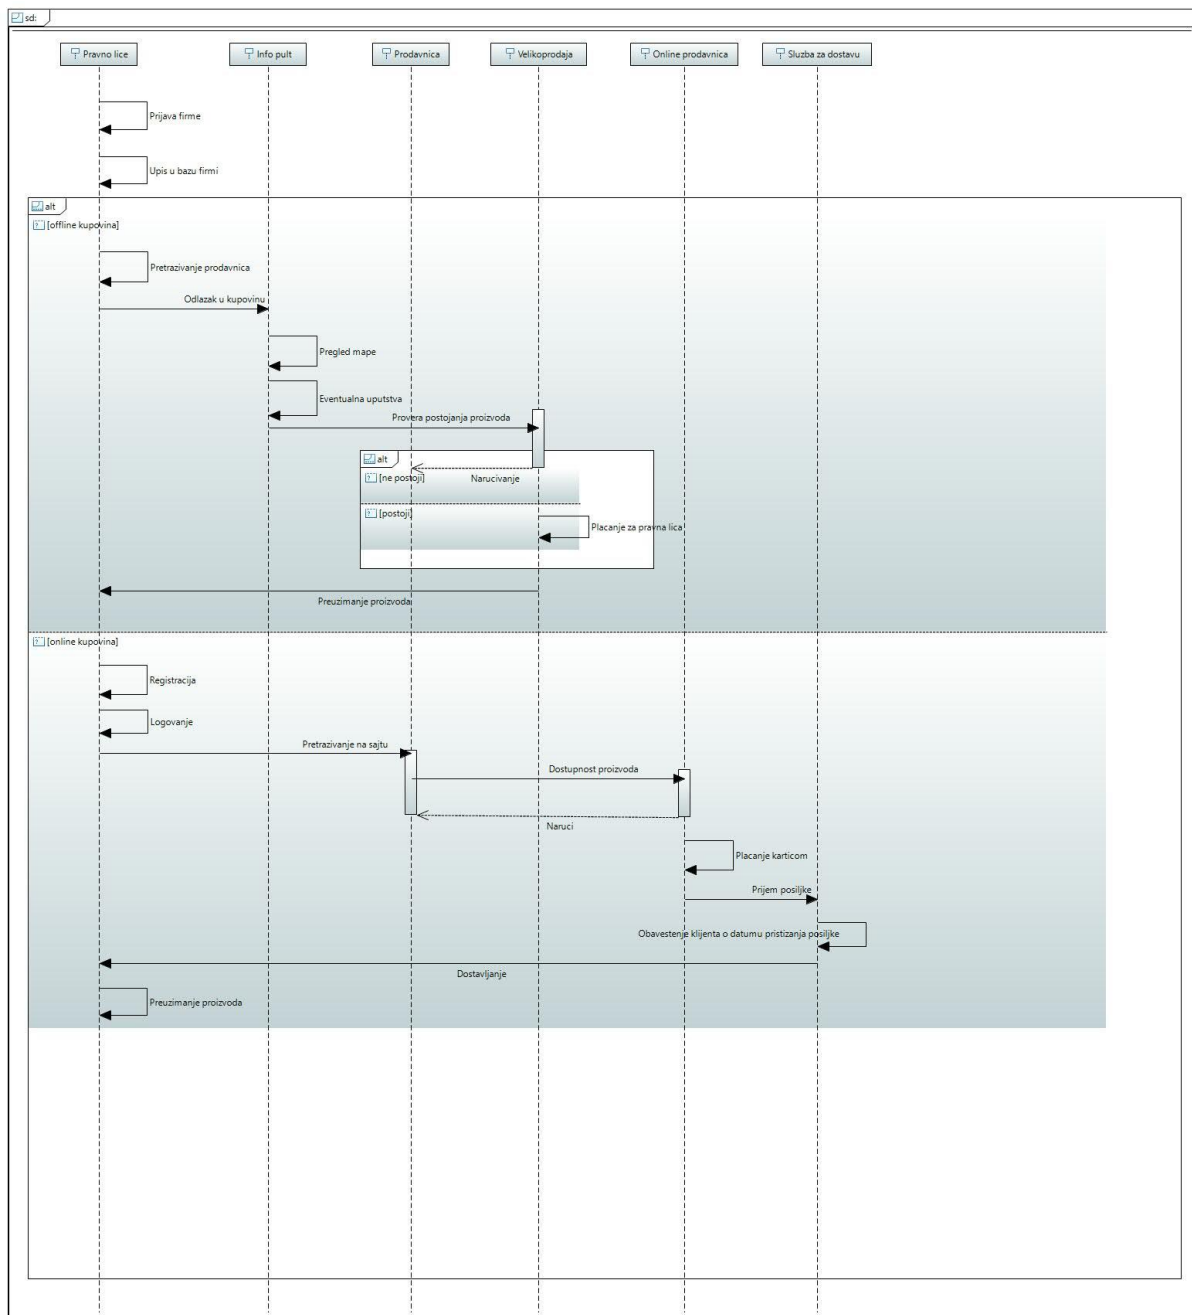 sd:
Pravno lice
Info pult
Prodavnica
Velikoprodaja
Online prodavnica
Sluzba za dostavu
Prijava firme
Upis u bazu firmi
alt
[offline kupovina]
Pretrazivanje prodavnica
Odlazak u kupovinu
Pregled mape
Eventualna uputstva
Provera postojanja proizvoda
alt
[ne postoji]
Narucivanje
[postoji]
Placanje za pravna lica
Preuzimanje proizvoda
[online kupovina]
Registracija
Logovanje
Pretrazivanje na sajtu
Dostupnost proizvoda
Naruci
Placanje karticom
Prijem posiljke
Obavestenje klijenta o datumu pristizanja posiljke
Dostavljanje
Preuzimanje proizvoda